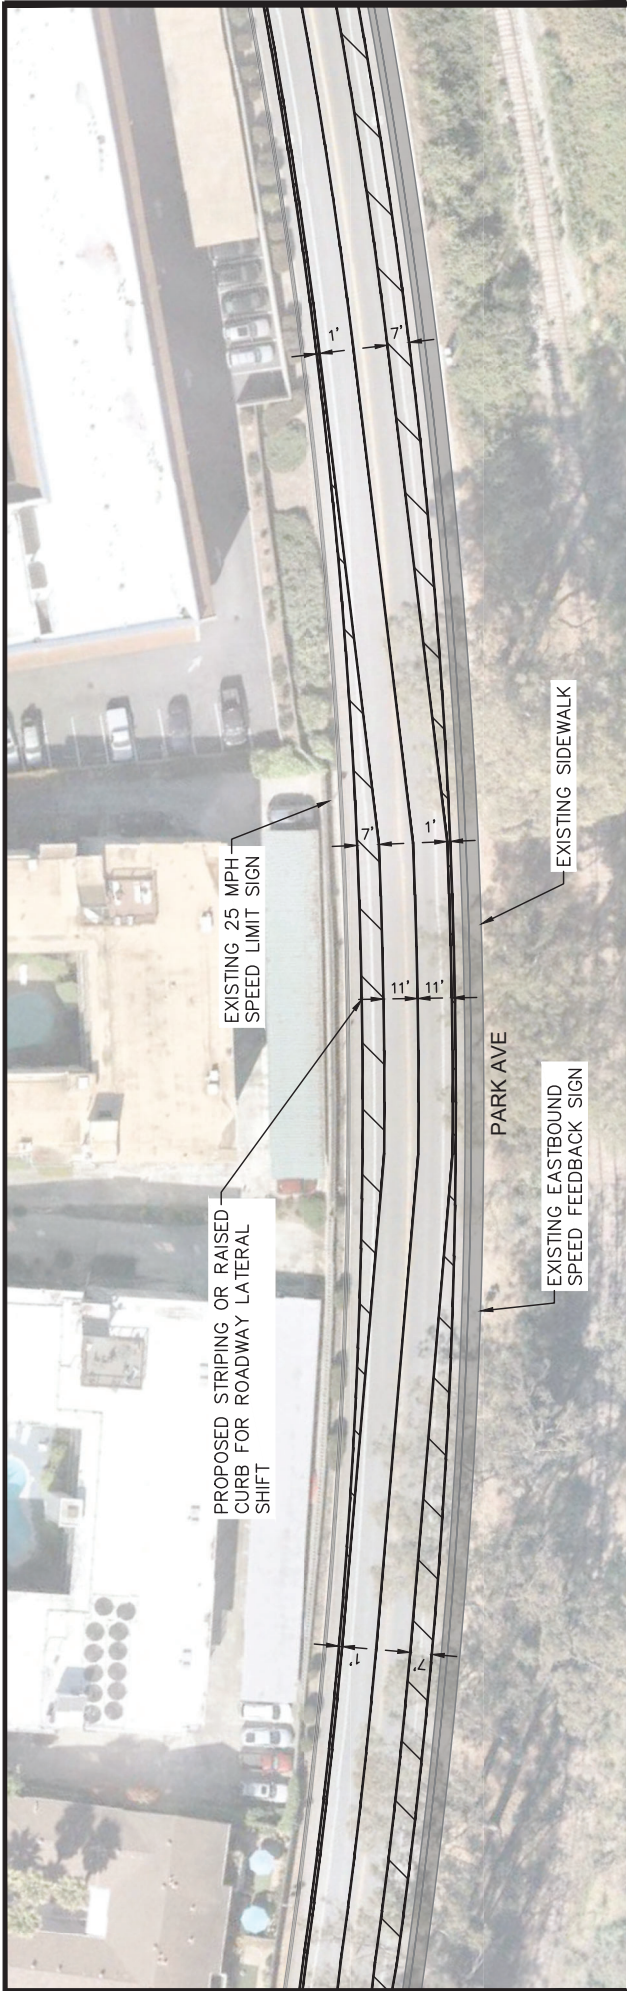 1'
7'
EXISTING 25 MPH
SPEED LIMIT SIGN
7'
1'
EXISTING SIDEWALK
11'
11'
PROPOSED STRIPING OR RAISED
CURB FOR ROADWAY LATERAL
SHIFT
PARK AVE
EXISTING EASTBOUND
SPEED FEEDBACK SIGN
1'
7'